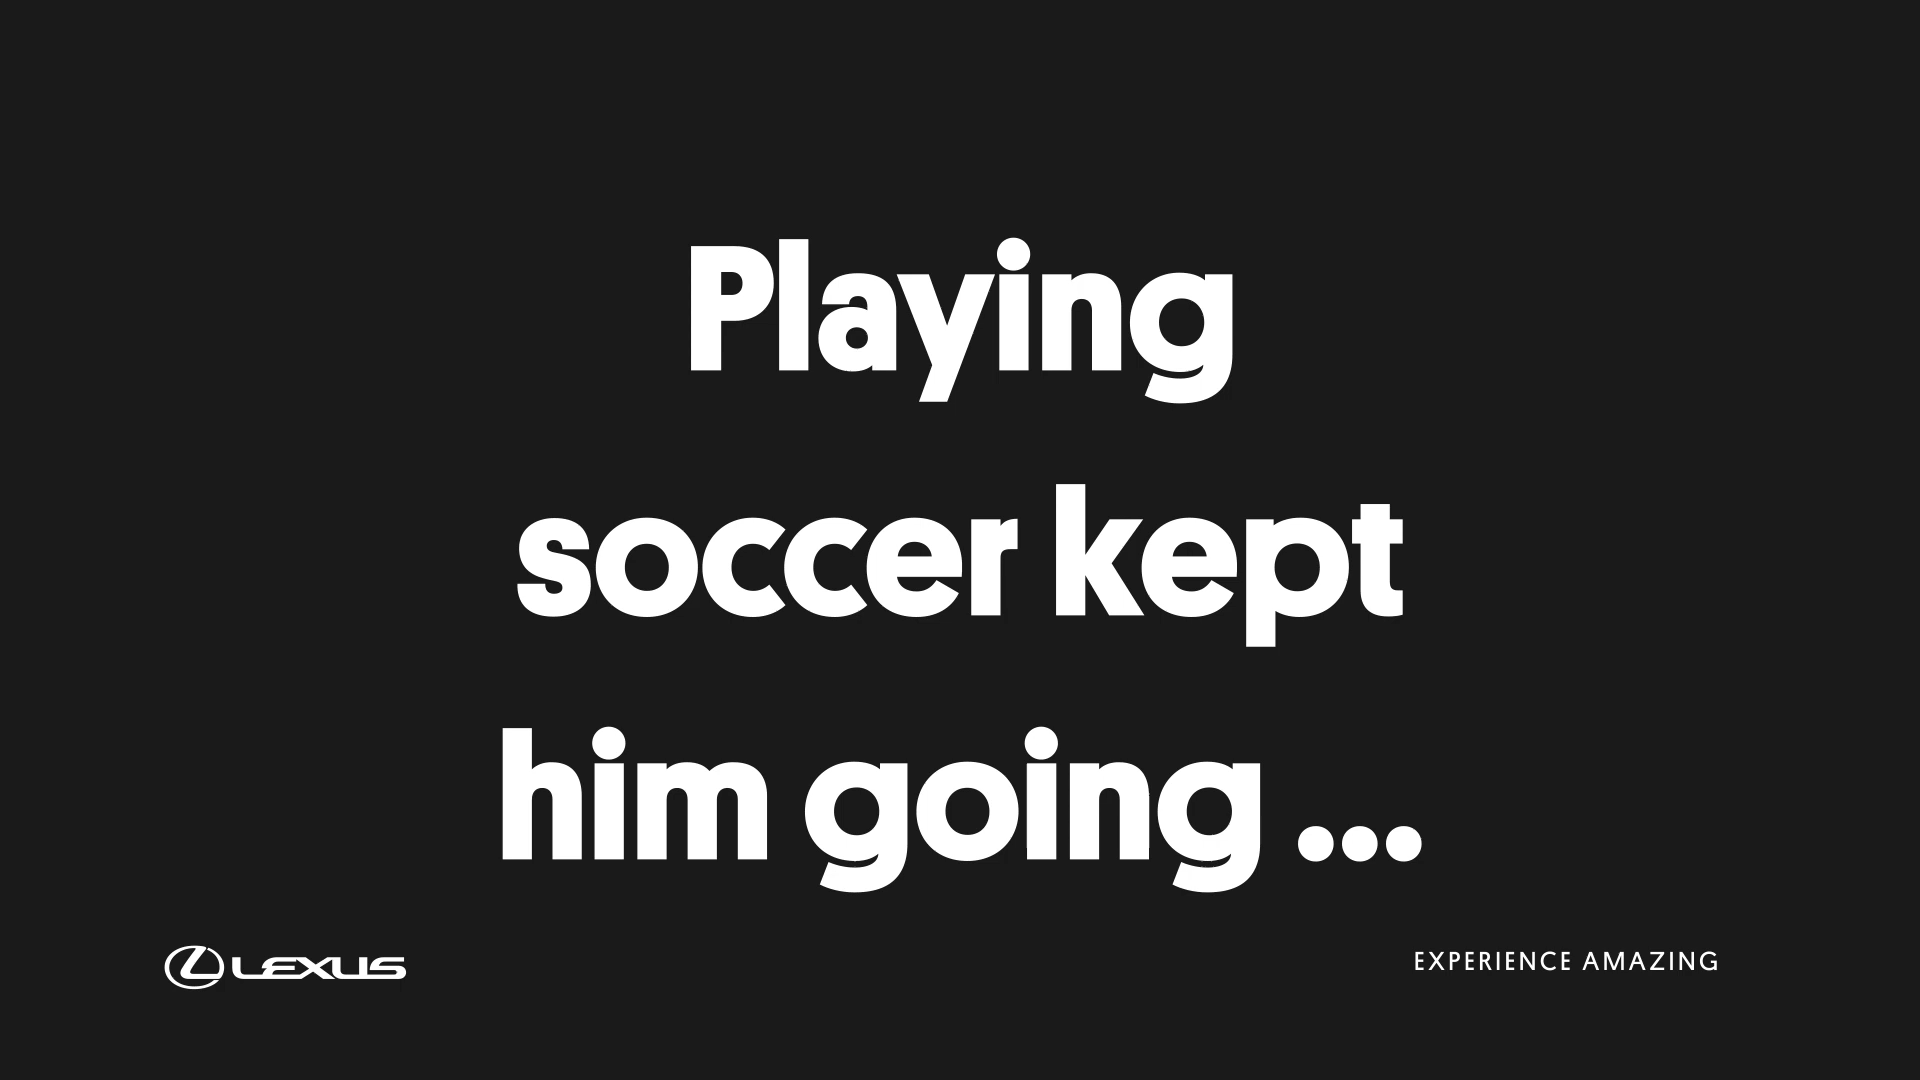 Playing
soccer kept
him going ...
LEXUS
EXPERIENCE AMAZING